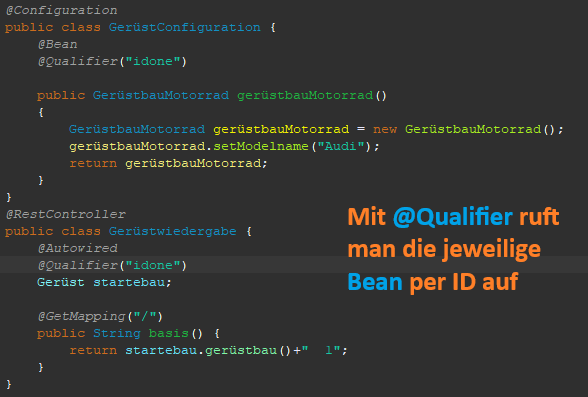 @Configuration
public class GerüstConfiguration {
@Bean
@Qualifier("idone")
public GerüstbauMotorrad gerüstbauMotorrad()
{
GerüstbauMotorrad gerüstbauMotorrad = new GerüstbauMotorrad();
gerüstbauMotorrad.setModelname("Audi");
return gerüstbauMotorrad;
}
}
@RestController
public class Gerüstwiedergabe {
@Autowired
@Qualifier("idone")
Gerüst startebau;
@GetMapping("/")
public String basis() {
return startebau.gerüstbau()+"  1";
}
}
Mit @Qualifier ruft
man die jeweilige
Bean per ID auf